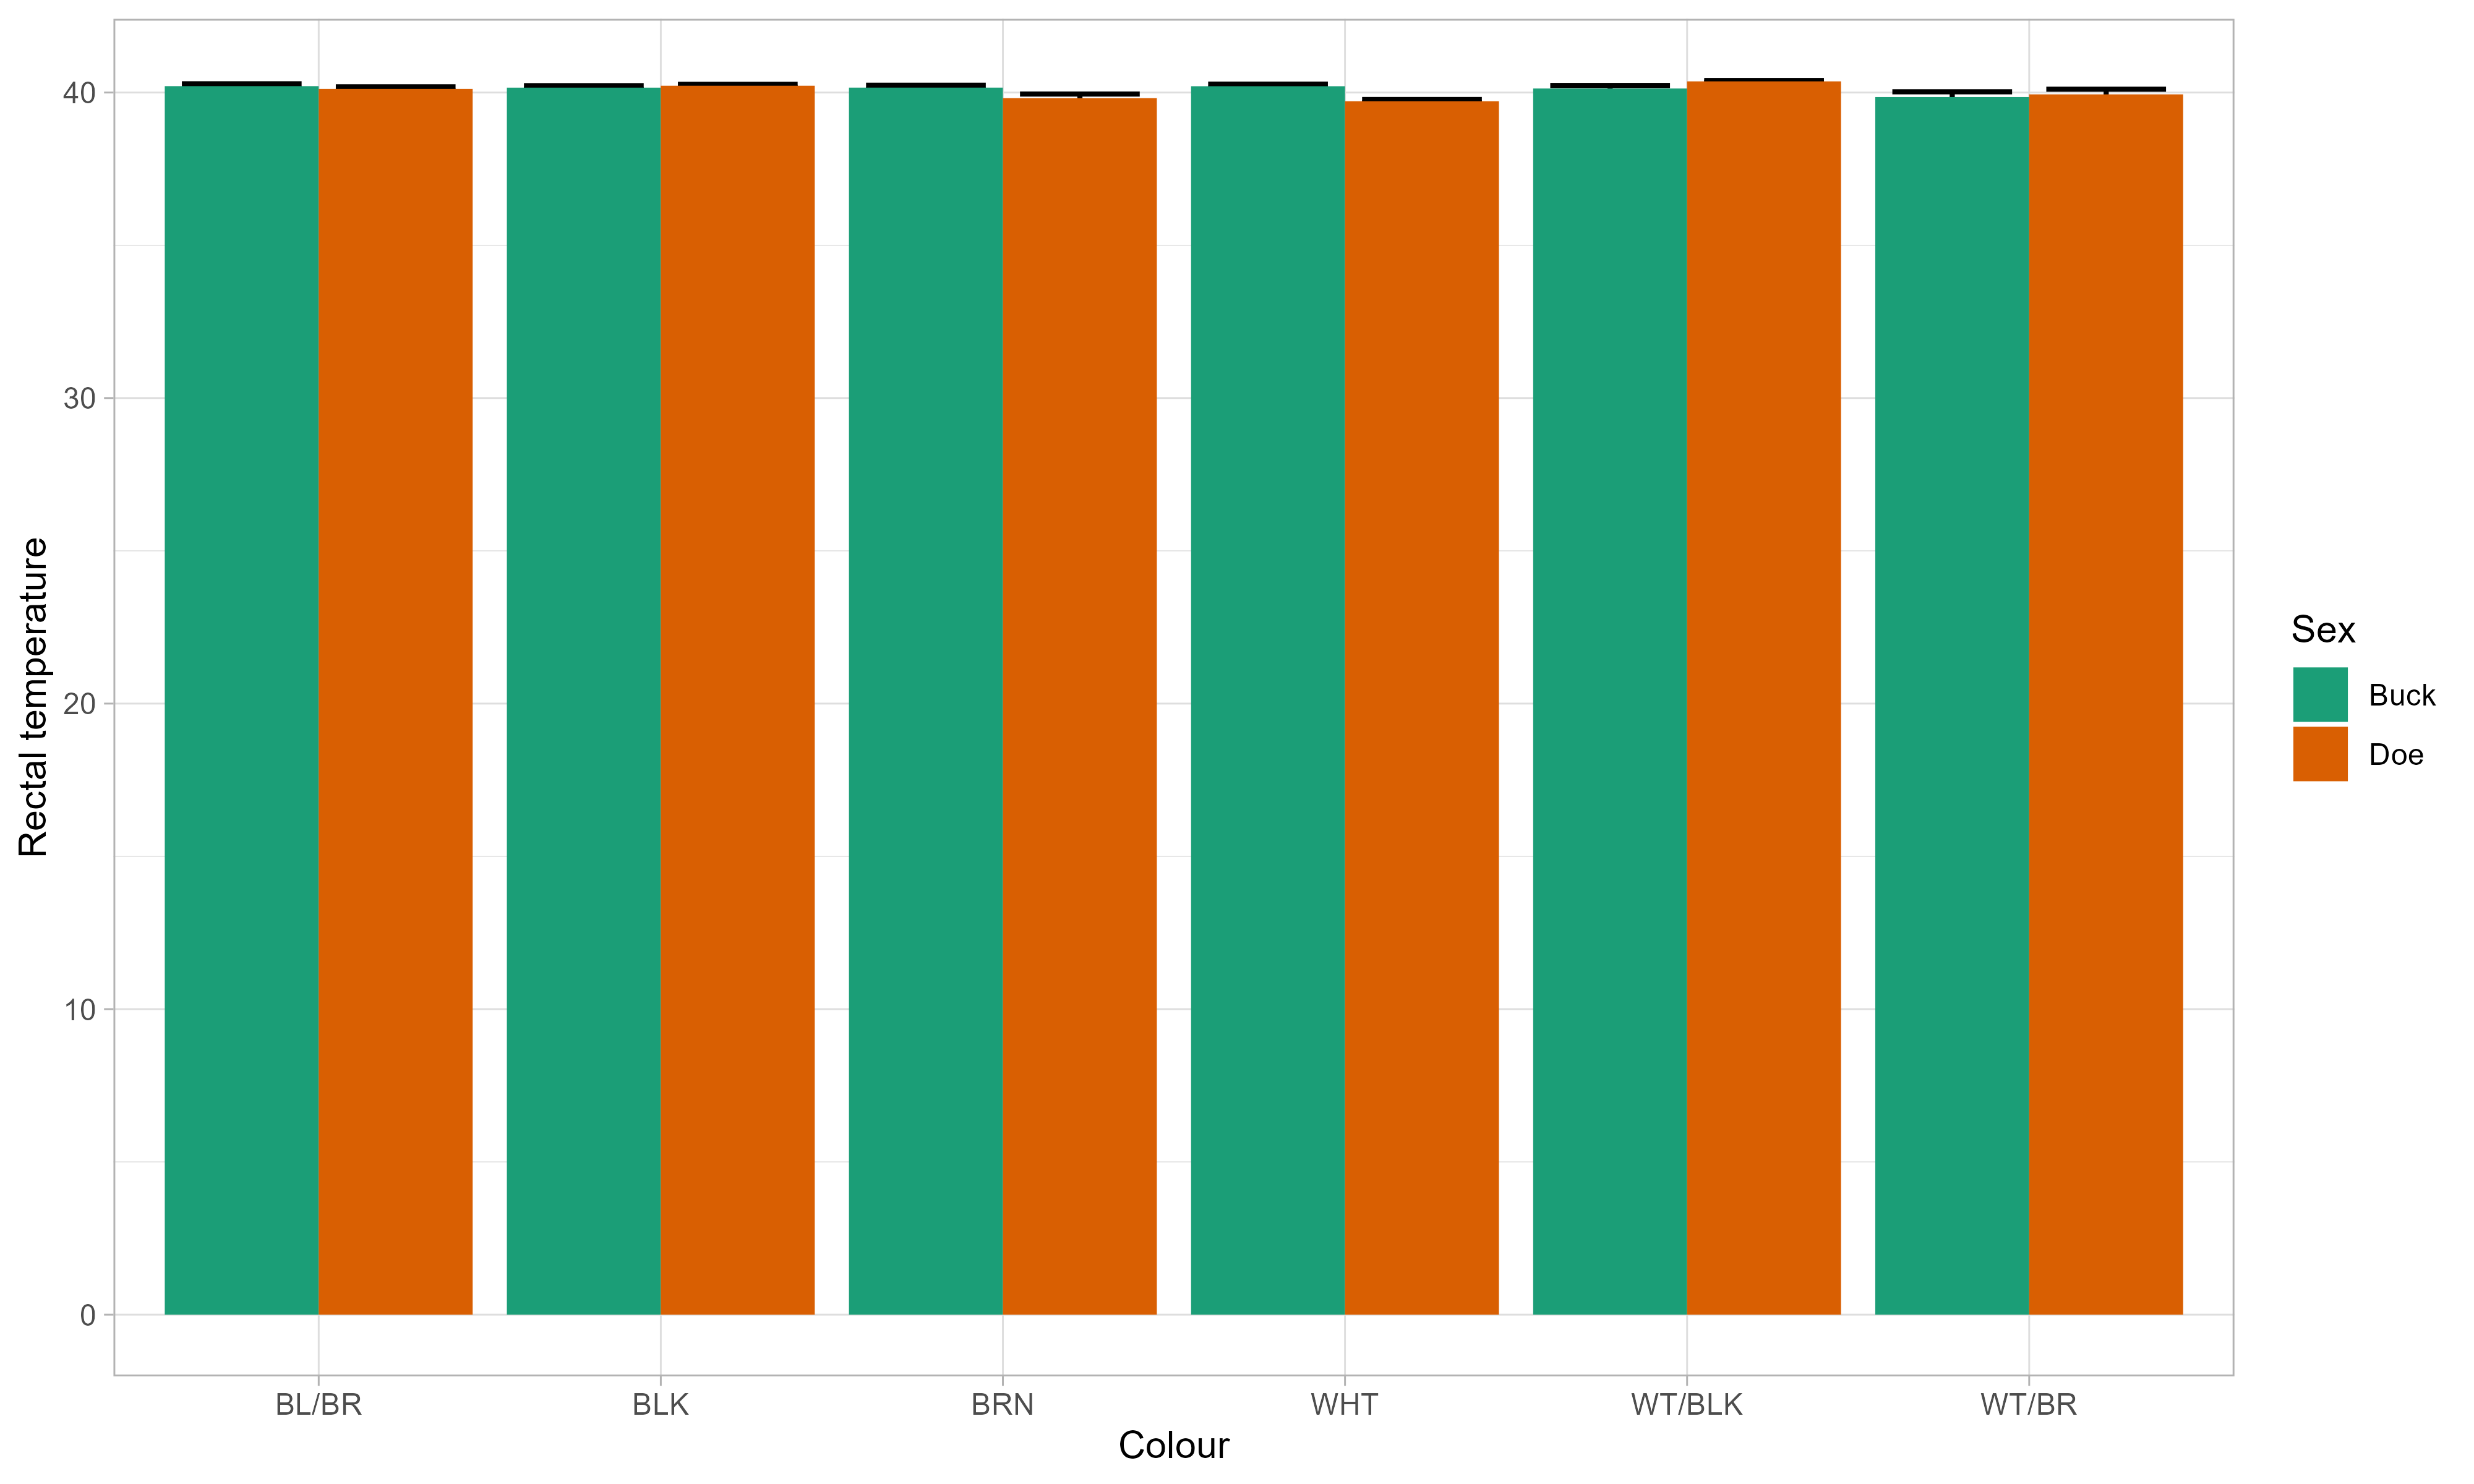 Rectal temperature
40
30
20
10
0
BL/BR
BLK
BRN
WHT
WT/BLK
WT/BR
Colour
Sex
Buck
Doe